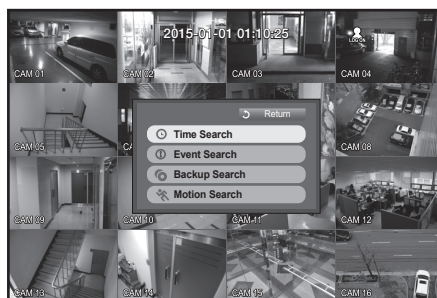 2015-01-01 01:10:25
LOG ON
CAM 01
CAM 02
CAM 03
CAM 04
Return
Time Search
Event Search
Backup Search
Motion Search
CAM 05
CAM 08
CAM 09
CAM 10
CAM 11
CAM 12
CAM 13
CAM 14
CAM 15
CAM 16